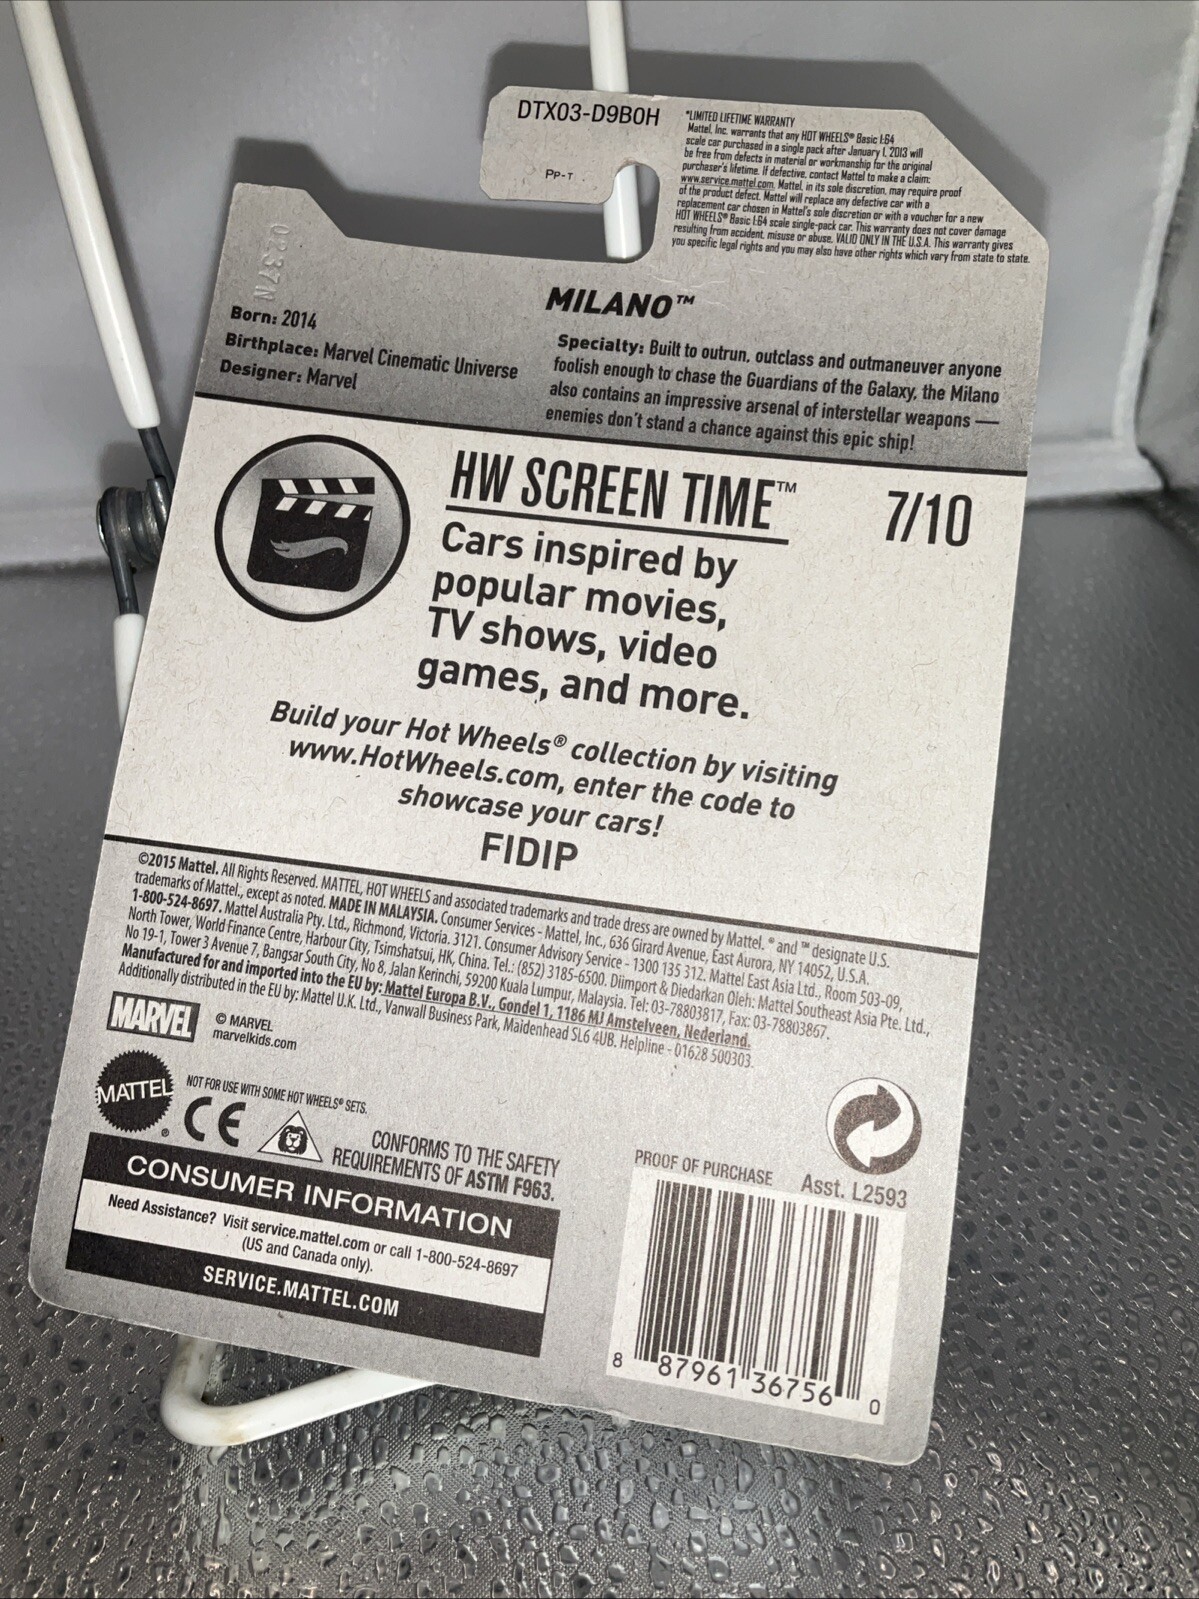 DTX03-D9B0H
PP-T
*LIMITED LIFETIME WARRANTY
Mattel, Inc. warrants that any HOT WHEELS® Basic 1:64
scale car purchased in a single pack after January 1, 2013 will
be free from defects in material or workmanship for the original
purchaser's lifetime. If defective, contact Mattel to make a claim:
www.service.mattel.com. Mattel, in its sole discretion, may require proof
of the product defect. Mattel will replace any defective car with a
replacement car chosen in Mattel's sole discretion or with a voucher for a new
HOT WHEELS® Basic 1:64 scale single-pack car. This warranty does not cover damage
resulting from accident, misuse or abuse. VALID ONLY IN THE U.S.A. This warranty gives
you specific legal rights and you may also have other rights which vary from state to state.
MILANO™
Born: 2014
Birthplace: Marvel Cinematic Universe
Designer: Marvel
Specialty: Built to outrun, outclass and outmaneuver anyone
foolish enough to chase the Guardians of the Galaxy, the Milano
also contains an impressive arsenal of interstellar weapons —
enemies don't stand a chance against this epic ship!
HW SCREEN TIME™
7/10
Cars inspired by
popular movies,
TV shows, video
games, and more.
Build your Hot Wheels® collection by visiting
www.HotWheels.com, enter the code to
showcase your cars!
FIDIP
©2015 Mattel. All Rights Reserved. MATTEL, HOT WHEELS and associated trademarks and trade dress are owned by Mattel. ® and ™ designate U.S.
trademarks of Mattel., except as noted. MADE IN MALAYSIA. Consumer Services - Mattel, Inc., 636 Girard Avenue, East Aurora, NY 14052, U.S.A.
1-800-524-8697. Mattel Australia Pty. Ltd., Richmond, Victoria. 3121. Consumer Advisory Service - 1300 135 312. Mattel East Asia Ltd., Room 503-09,
North Tower, World Finance Centre, Harbour City, Tsimshatsui, HK, China. Tel.: (852) 3185-6500. Diimport & Diedarkan Oleh: Mattel Southeast Asia Pte. Ltd.,
No 19-1, Tower 3 Avenue 7, Bangsar South City, No 8, Jalan Kerinchi, 59200 Kuala Lumpur, Malaysia. Tel: 03-78803817, Fax: 03-78803867.
Manufactured for and imported into the EU by: Mattel Europa B.V., Gondel 1, 1186 MJ Amstelveen, Nederland.
Additionally distributed in the EU by: Mattel U.K. Ltd., Vanwall Business Park, Maidenhead SL6 4UB. Helpline - 01628 500303.
MARVEL
© MARVEL
marvelkids.com
MATTEL
®
NOT FOR USE WITH SOME HOT WHEELS® SETS.
CE
CONFORMS TO THE SAFETY
REQUIREMENTS OF ASTM F963.
CONSUMER INFORMATION
Need Assistance? Visit service.mattel.com or call 1-800-524-8697
(US and Canada only).
SERVICE.MATTEL.COM
PROOF OF PURCHASE
Asst. L2593
8 87961 36756 0